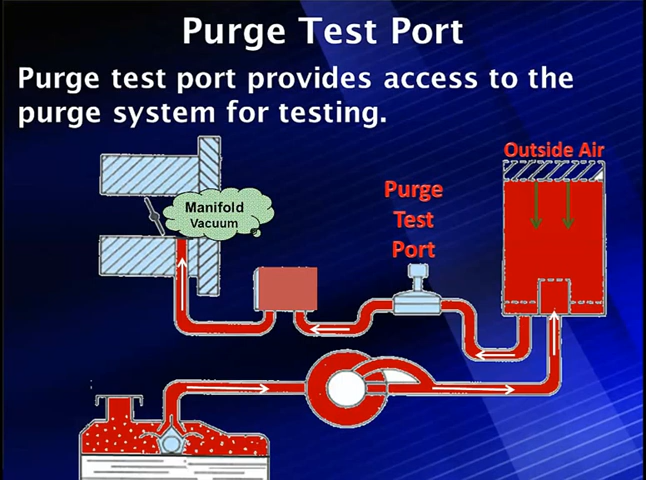 Purge Test Port
Purge test port provides access to the
purge system for testing.
Outside Air
Purge
Test
Port
Manifold
Vacuum